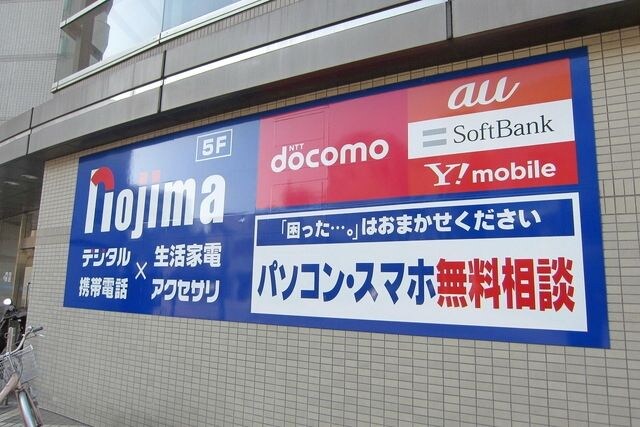 5F
nojima
デジタル
携帯電話
×
生活家電
アクセサリ
NTT
docomo
au
SoftBank
Y! mobile
「困った…。」はおまかせください
パソコン・スマホ無料相談